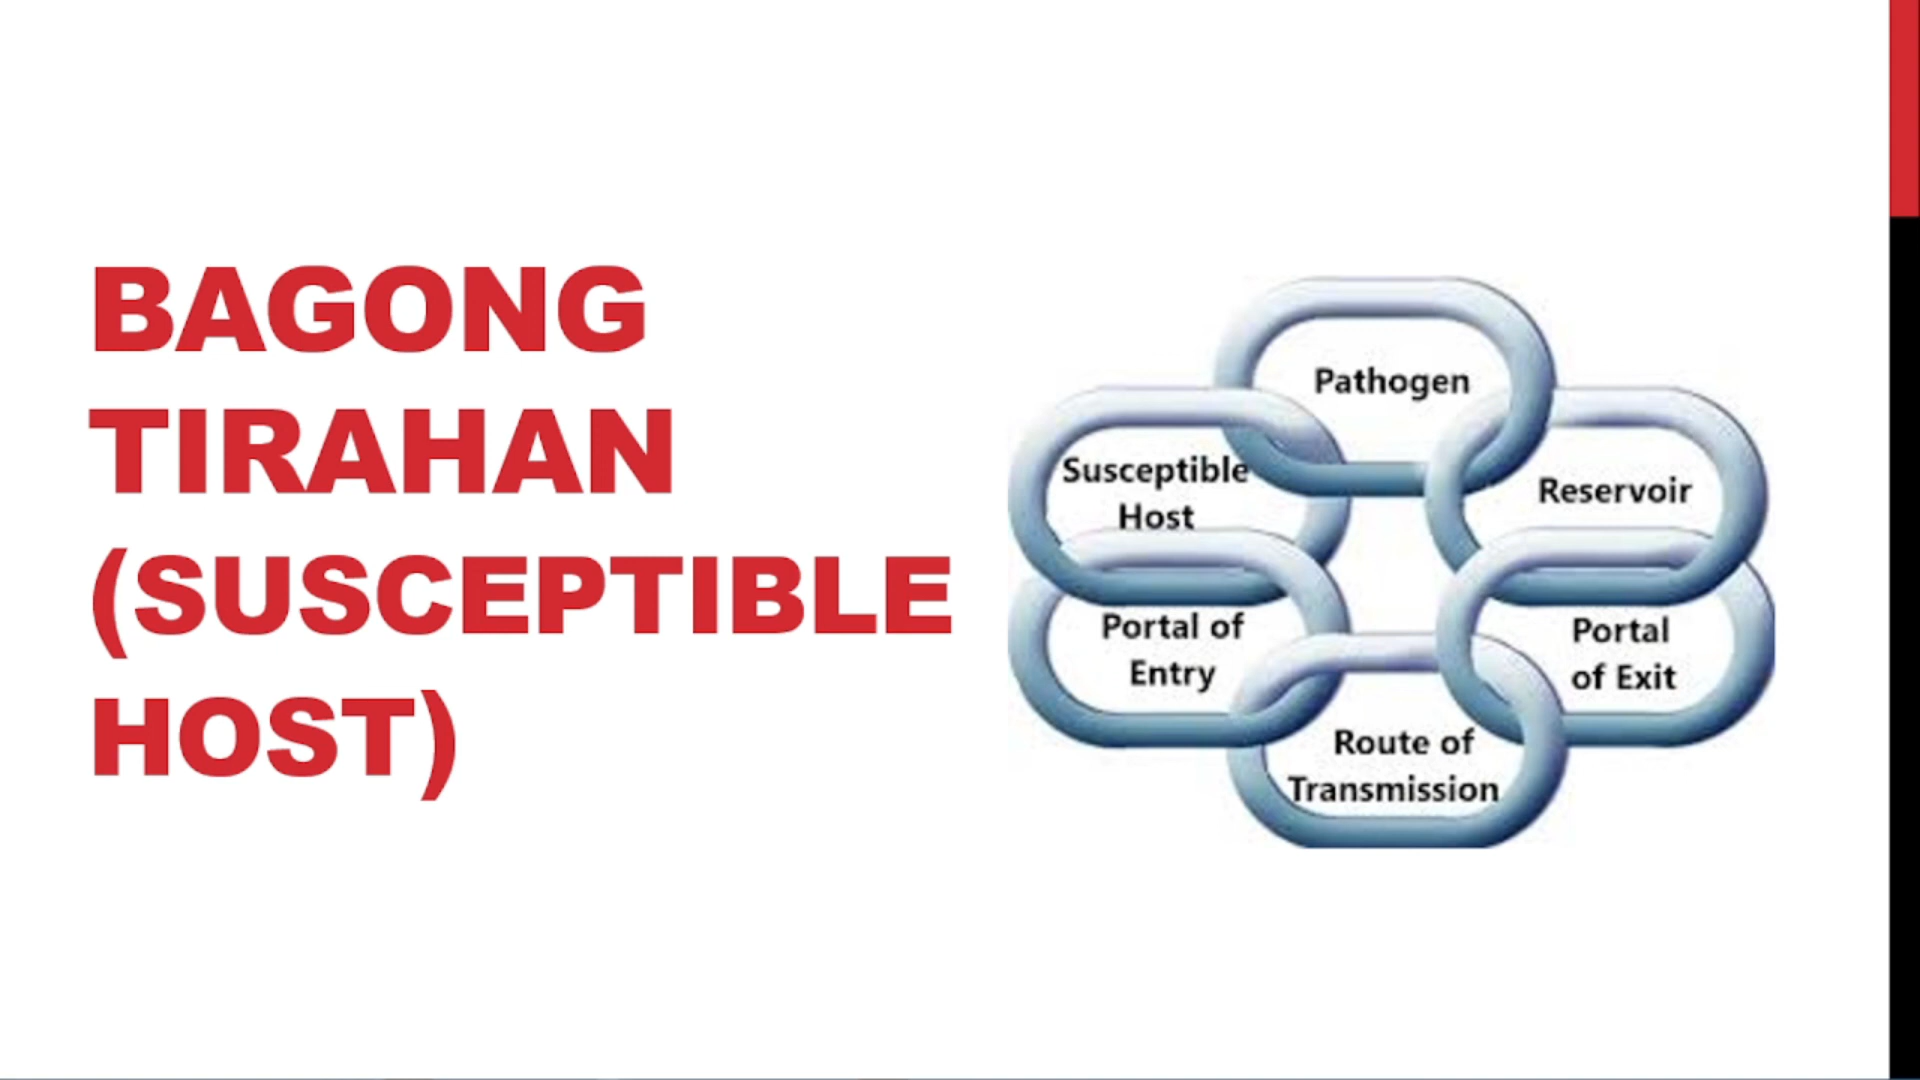 BAGONG
TIRAHAN
(SUSCEPTIBLE
HOST)
Pathogen
Susceptible
Host
Reservoir
Portal of
Entry
Portal
of Exit
Route of
Transmission